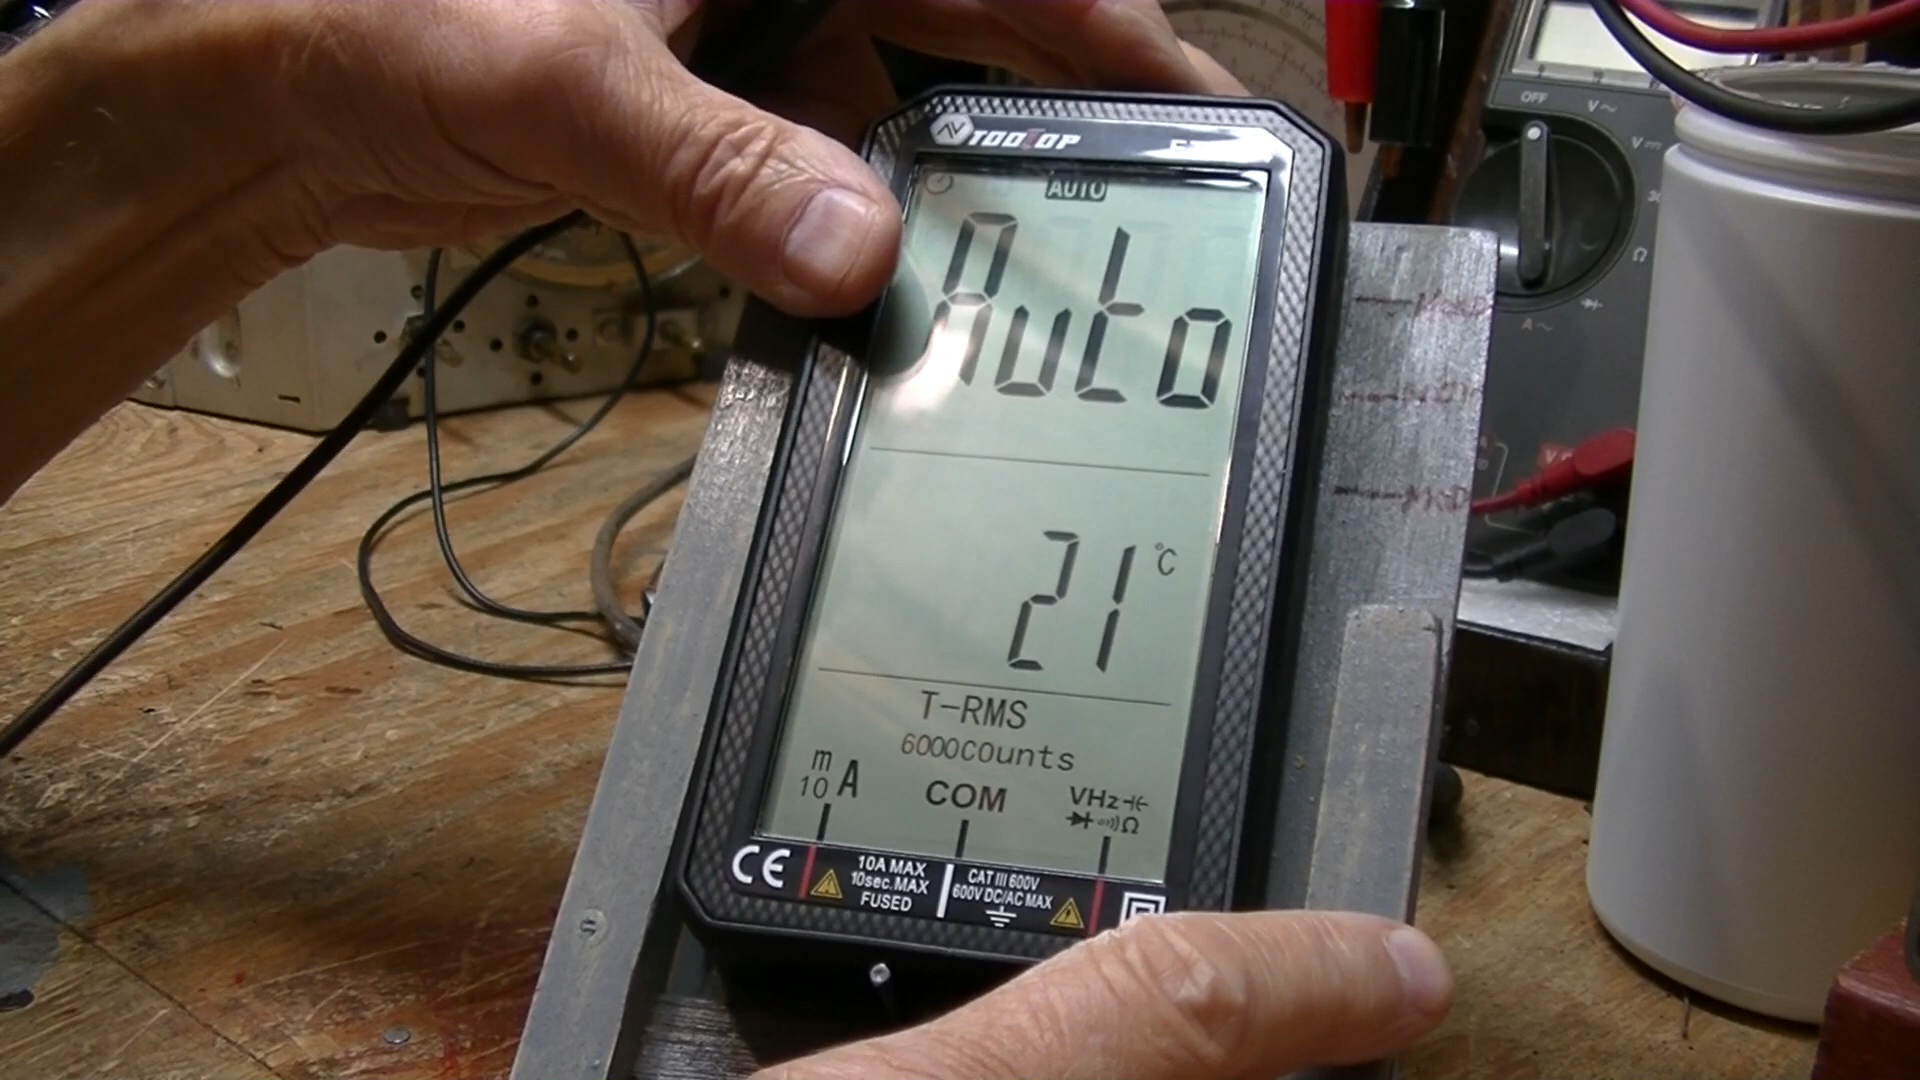 TOOLTOP
AUTO
Auto
21 °C
T-RMS
6000counts
m
10 A
COM
VHz
Ω
CE
10A MAX
10sec.MAX
FUSED
CAT III 600V
600V DC/AC MAX
OFF
V~
V
Ω
A~